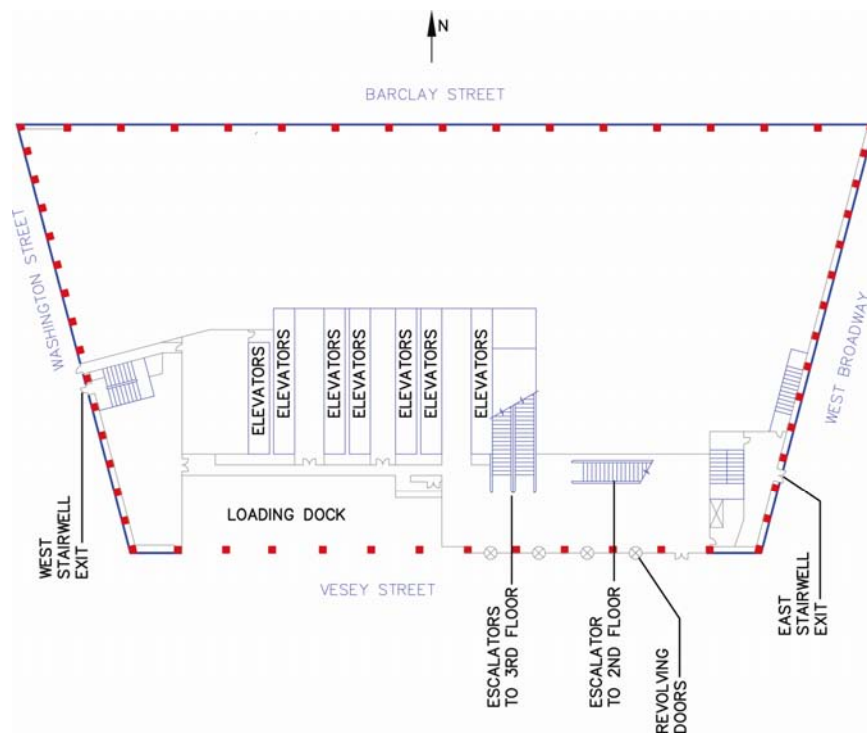 N
BARCLAY STREET
WASHINGTON STREET
WEST BROADWAY
ELEVATORS
ELEVATORS
ELEVATORS
ELEVATORS
ELEVATORS
ELEVATORS
ELEVATORS
LOADING DOCK
WEST
STAIRWELL
EXIT
VESEY STREET
ESCALATORS
TO 3RD FLOOR
ESCALATOR
TO 2ND FLOOR
REVOLVING
DOORS
EAST
STAIRWELL
EXIT